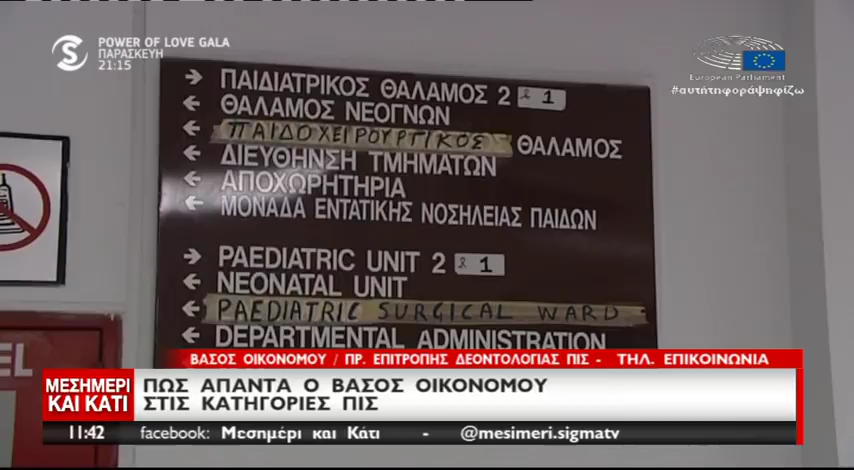 POWER OF LOVE GALA
ΠΑΡΑΣΚΕΥΗ
21:15
European Parliament
#αυτήτηφοράψηφίζω
→ ΠΑΙΔΙΑΤΡΙΚΟΣ ΘΑΛΑΜΟΣ 2 & 1
← ΘΑΛΑΜΟΣ ΝΕΟΓΝΩΝ
← ΠΑΙΔΟΧΕΙΡΟΥΡΓΙΚΟΣ ΘΑΛΑΜΟΣ
← ΔΙΕΥΘΗΝΣΗ ΤΜΗΜΑΤΩΝ
← ΑΠΟΧΩΡΗΤΗΡΙΑ
← ΜΟΝΑΔΑ ΕΝΤΑΤΙΚΗΣ ΝΟΣΗΛΕΙΑΣ ΠΑΙΔΩΝ
→ PAEDIATRIC UNIT 2 & 1
← NEONATAL UNIT
← PAEDIATRIC SURGICAL WARD
← DEPARTMENTAL ADMINISTRATION
EL
ΒΑΣΟΣ ΟΙΚΟΝΟΜΟΥ / ΠΡ. ΕΠΙΤΡΟΠΗΣ ΔΕΟΝΤΟΛΟΓΙΑΣ ΠΙΣ - ΤΗΛ. ΕΠΙΚΟΙΝΩΝΙΑ
ΜΕΣΗΜΕΡΙ
ΚΑΙ ΚΑΤΙ
ΠΩΣ ΑΠΑΝΤΑ Ο ΒΑΣΟΣ ΟΙΚΟΝΟΜΟΥ
ΣΤΙΣ ΚΑΤΗΓΟΡΙΕΣ ΠΙΣ
11:42 facebook: Μεσημέρι και Κάτι - @mesimeri.sigmatv